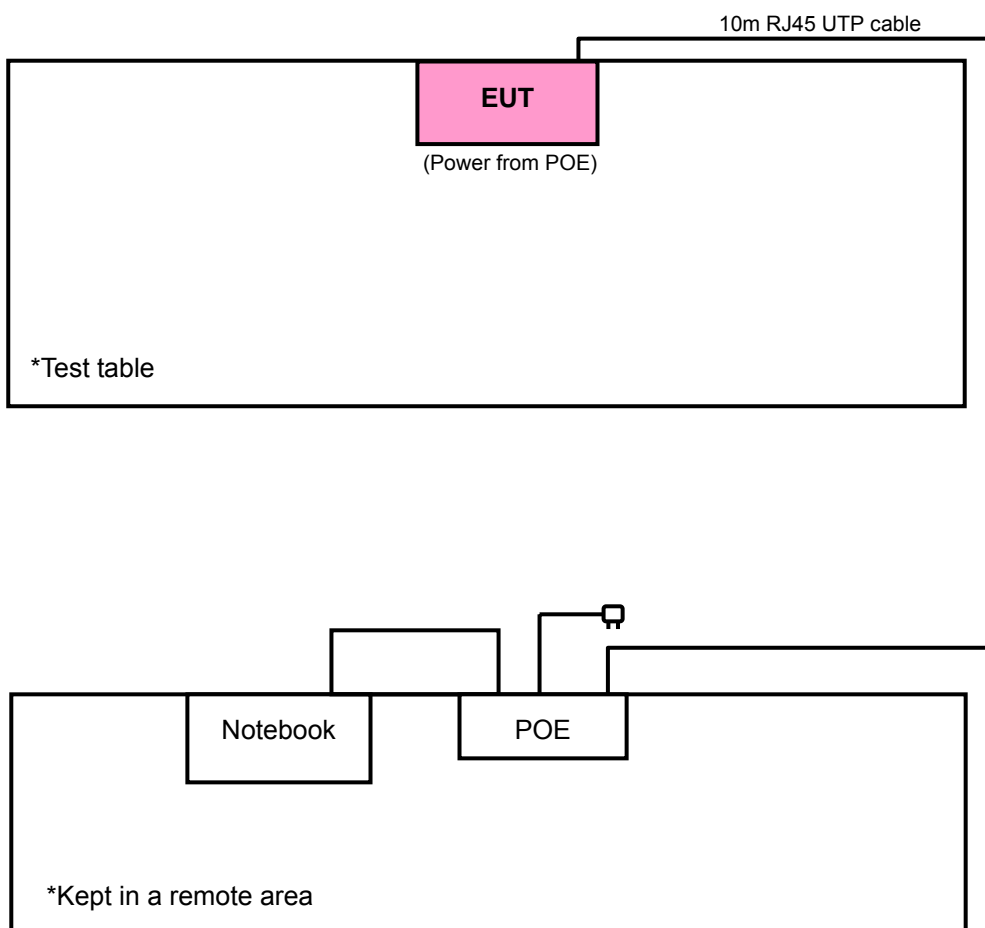 10m RJ45 UTP cable
EUT
(Power from POE)
*Test table
Notebook
POE
*Kept in a remote area